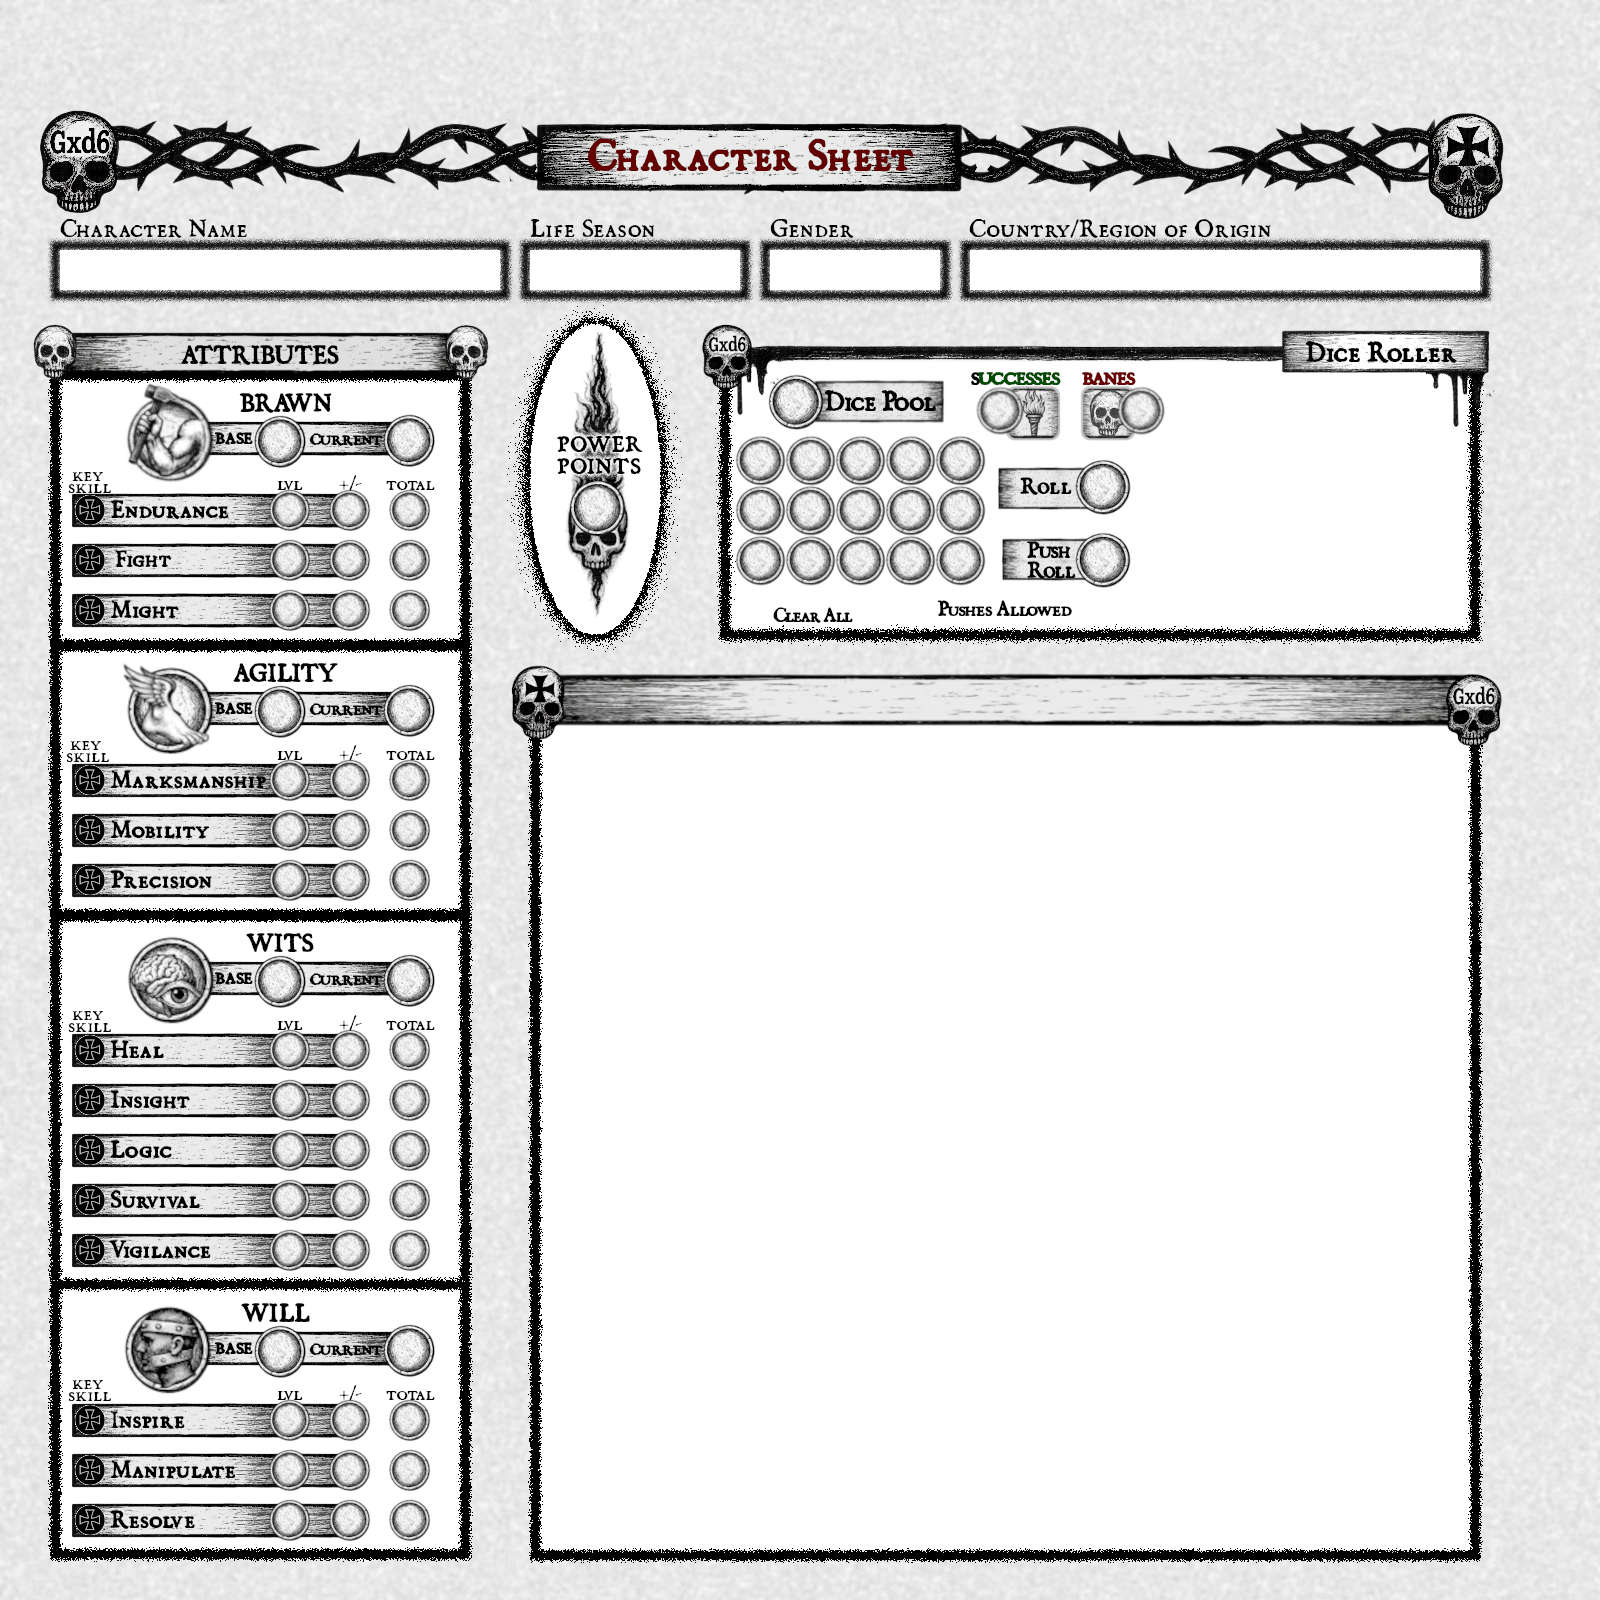 Gxd6
Character Sheet
Character Name
Life Season
Gender
Country/Region of Origin
ATTRIBUTES
BRAWN
BASE
CURRENT
KEY
SKILL
LVL
+/-
TOTAL
Endurance
Fight
Might
AGILITY
BASE
CURRENT
KEY
SKILL
LVL
+/-
TOTAL
Marksmanship
Mobility
Precision
WITS
BASE
CURRENT
KEY
SKILL
LVL
+/-
TOTAL
Heal
Insight
Logic
Survival
Vigilance
WILL
BASE
CURRENT
KEY
SKILL
LVL
+/-
TOTAL
Inspire
Manipulate
Resolve
POWER
POINTS
Gxd6
Dice Roller
Dice Pool
SUCCESSES
BANES
Roll
Push
Roll
Clear All
Pushes Allowed
Gxd6